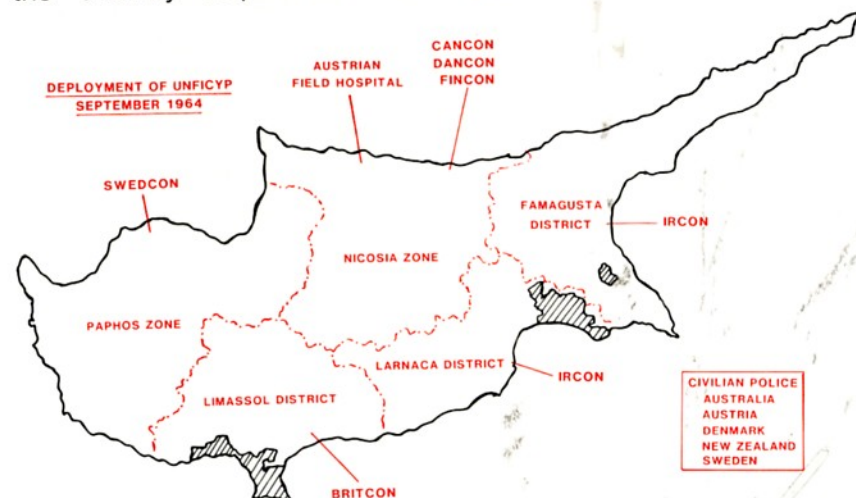 DEPLOYMENT OF UNFICYP
SEPTEMBER 1964
AUSTRIAN
FIELD HOSPITAL
CANCON
DANCON
FINCON
SWEDCON
FAMAGUSTA
DISTRICT
IRCON
NICOSIA ZONE
PAPHOS ZONE
LARNACA DISTRICT
IRCON
LIMASSOL DISTRICT
BRITCON
CIVILIAN POLICE
AUSTRALIA
AUSTRIA
DENMARK
NEW ZEALAND
SWEDEN